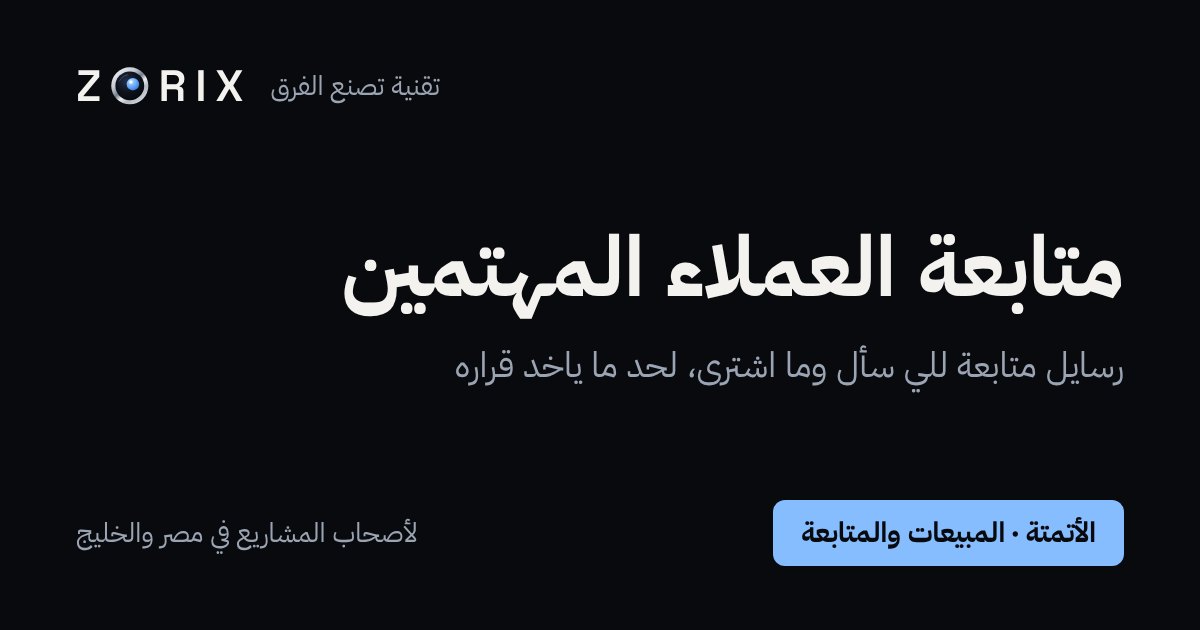 ZORIX تقنية تصنع الفرق
متابعة العملاء المهتمين
رسايل متابعة للي سأل وما اشترى، لحد ما ياخد قراره
الأتمتة · المبيعات والمتابعة
لأصحاب المشاريع في مصر والخليج